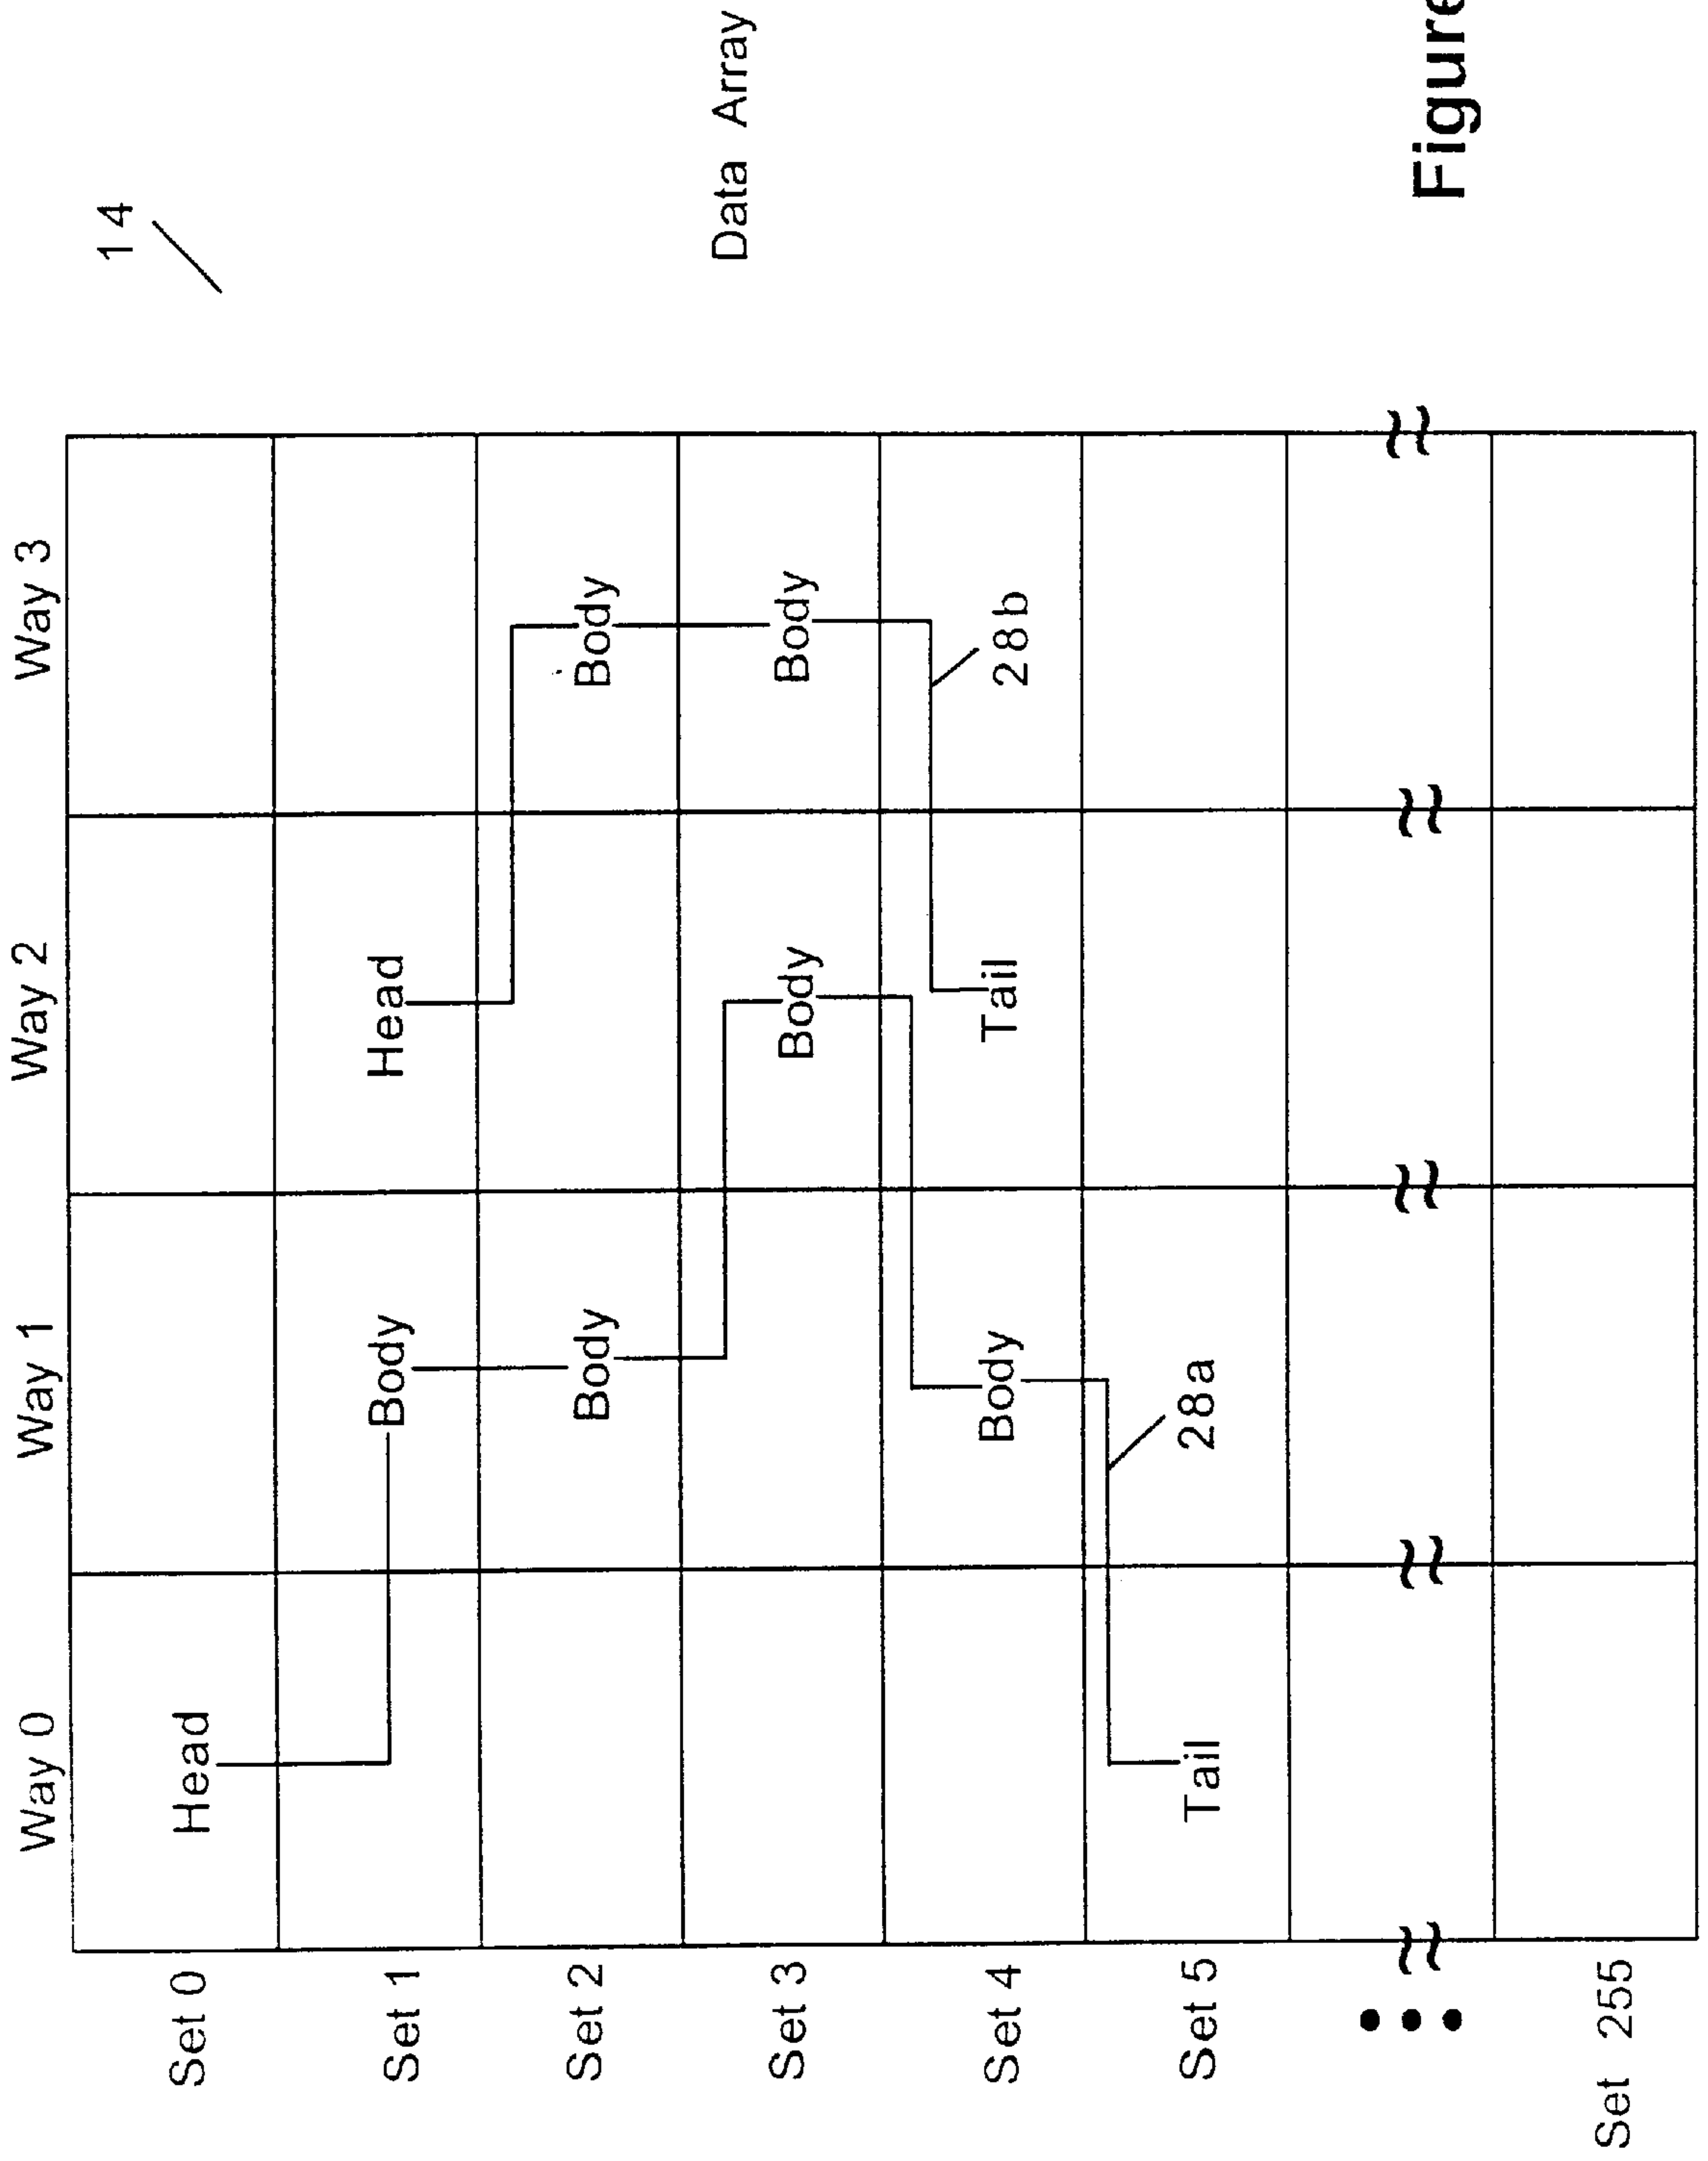 14
Way 0 Way 1 Way 2 Way 3
Set 0 Head
Set 1 Body Head
Set 2 Body Body
Set 3 Body Body
Data Array
Set 4 Body Tail 28b
Set 5 Tail 28a
Set 255
Figure